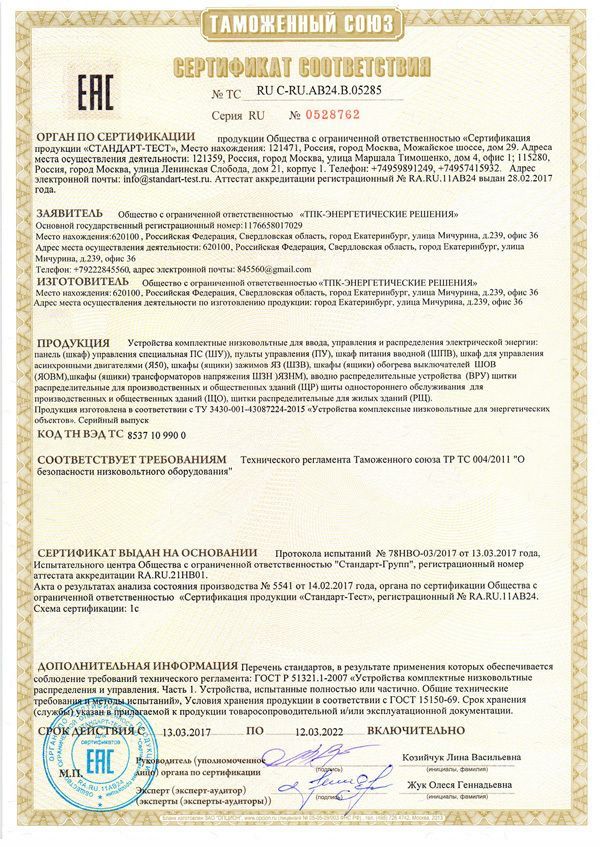 ТАМОЖЕННЫЙ СОЮЗ
СЕРТИФИКАТ СООТВЕТСТВИЯ
ЕАС
№ ТС RU C-RU.АВ24.В.05285
Серия RU № 0528762
ОРГАН ПО СЕРТИФИКАЦИИ продукции Общества с ограниченной ответственностью «Сертификация
продукции «СТАНДАРТ-ТЕСТ», Место нахождения: 121471, Россия, город Москва, Можайское шоссе, дом 29. Адреса
места осуществления деятельности: 121359, Россия, город Москва, улица Маршала Тимошенко, дом 4, офис 1; 115280,
Россия, город Москва, улица Ленинская Слобода, дом 21, корпус 1. Телефон: +74959891249, +74957415932. Адрес
электронной почты: info@standart-test.ru. Аттестат аккредитации регистрационный № RA.RU.11АВ24 выдан 28.02.2017
года.
ЗАЯВИТЕЛЬ Общество с ограниченной ответственностью «ТПК-ЭНЕРГЕТИЧЕСКИЕ РЕШЕНИЯ»
Основной государственный регистрационный номер:1176658017029
Место нахождения:620100 , Российская Федерация, Свердловская область, город Екатеринбург, улица Мичурина, д.239, офис 36
Адрес места осуществления деятельности: 620100, Российская Федерация, Свердловская область, город Екатеринбург, улица
Мичурина, д.239, офис 36
Телефон: +79222845560, адрес электронной почты: 845560@gmail.com
ИЗГОТОВИТЕЛЬ Общество с ограниченной ответственностью «ТПК-ЭНЕРГЕТИЧЕСКИЕ РЕШЕНИЯ»
Место нахождения:620100 , Российская Федерация, Свердловская область, город Екатеринбург, улица Мичурина, д.239, офис 36
Адрес места осуществления деятельности по изготовлению продукции: город Екатеринбург, улица Мичурина, д.239, офис 36
ПРОДУКЦИЯ Устройства комплектные низковольтные для ввода, управления и распределения электрической энергии:
панель (шкаф) управления специальная ПС (ШУ)), пульты управления (ПУ), шкаф питания вводной (ШПВ), шкаф для управления
асинхронными двигателями (Я50), шкафы (ящики) зажимов ЯЗ (ШЗВ), шкафы (ящики) обогрева выключателей ШОВ
(ЯОВМ),шкафы (ящики) трансформаторов напряжения ШЗН (ЯЗНМ), вводно распределительные устройства (ВРУ) щитки
распределительные для производственных и общественных зданий (ЩР) щиты одностороннего обслуживания для
производственных и общественных зданий (ЩО), щитки распределительные для жилых зданий (РЩ).
Продукция изготовлена в соответствии с ТУ 3430-001-43087224-2015 «Устройства комплексные низковольтные для энергетических
объектов». Серийный выпуск
КОД ТН ВЭД ТС 8537 10 990 0
СООТВЕТСТВУЕТ ТРЕБОВАНИЯМ Технического регламента Таможенного союза ТР ТС 004/2011 "О
безопасности низковольтного оборудования"
СЕРТИФИКАТ ВЫДАН НА ОСНОВАНИИ Протокола испытаний № 78НВО-03/2017 от 13.03.2017 года,
Испытательного центра Общества с ограниченной ответственностью "Стандарт-Групп", регистрационный номер
аттестата аккредитации RA.RU.21НВ01.
Акта о результатах анализа состояния производства № 5541 от 14.02.2017 года, органа по сертификации Общества с
ограниченной ответственностью «Сертификация продукции «Стандарт-Тест», регистрационный № RA.RU.11АВ24.
Схема сертификации: 1с
ДОПОЛНИТЕЛЬНАЯ ИНФОРМАЦИЯ Перечень стандартов, в результате применения которых обеспечивается
соблюдение требований технического регламента: ГОСТ Р 51321.1-2007 «Устройства комплектные низковольтные
распределения и управления. Часть 1. Устройства, испытанные полностью или частично. Общие технические
требования и методы испытаний», Условия хранения продукции в соответствии с ГОСТ 15150-69. Срок хранения
(службы) указан в прилагаемой к продукции товаросопроводительной и/или эксплуатационной документации.
СРОК ДЕЙСТВИЯ С 13.03.2017 ПО 12.03.2022 ВКЛЮЧИТЕЛЬНО
М.П.
Руководитель (уполномоченное
лицо) органа по сертификации
(подпись)
Козийчук Лина Васильевна
(инициалы, фамилия)
Эксперт (эксперт-аудитор)
(эксперты (эксперты-аудиторы))
(подпись)
Жук Олеся Геннадьевна
(инициалы, фамилия)
для
сертификатов
ЕАС
RA.RU.11АВ24